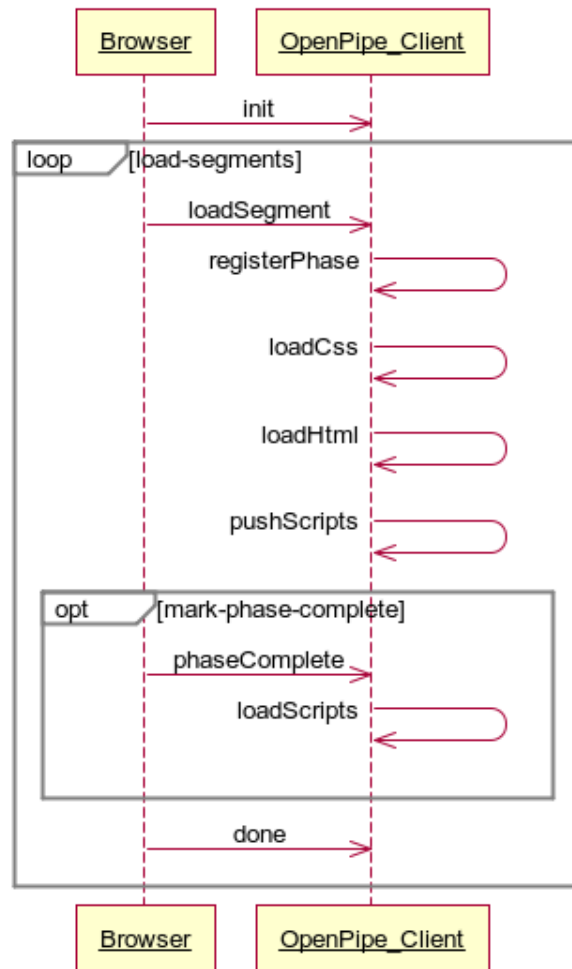 Browser OpenPipe_Client
init
loop [load-segments]
loadSegment
registerPhase
loadCss
loadHtml
pushScripts
opt [mark-phase-complete]
phaseComplete
loadScripts
done
Browser OpenPipe_Client